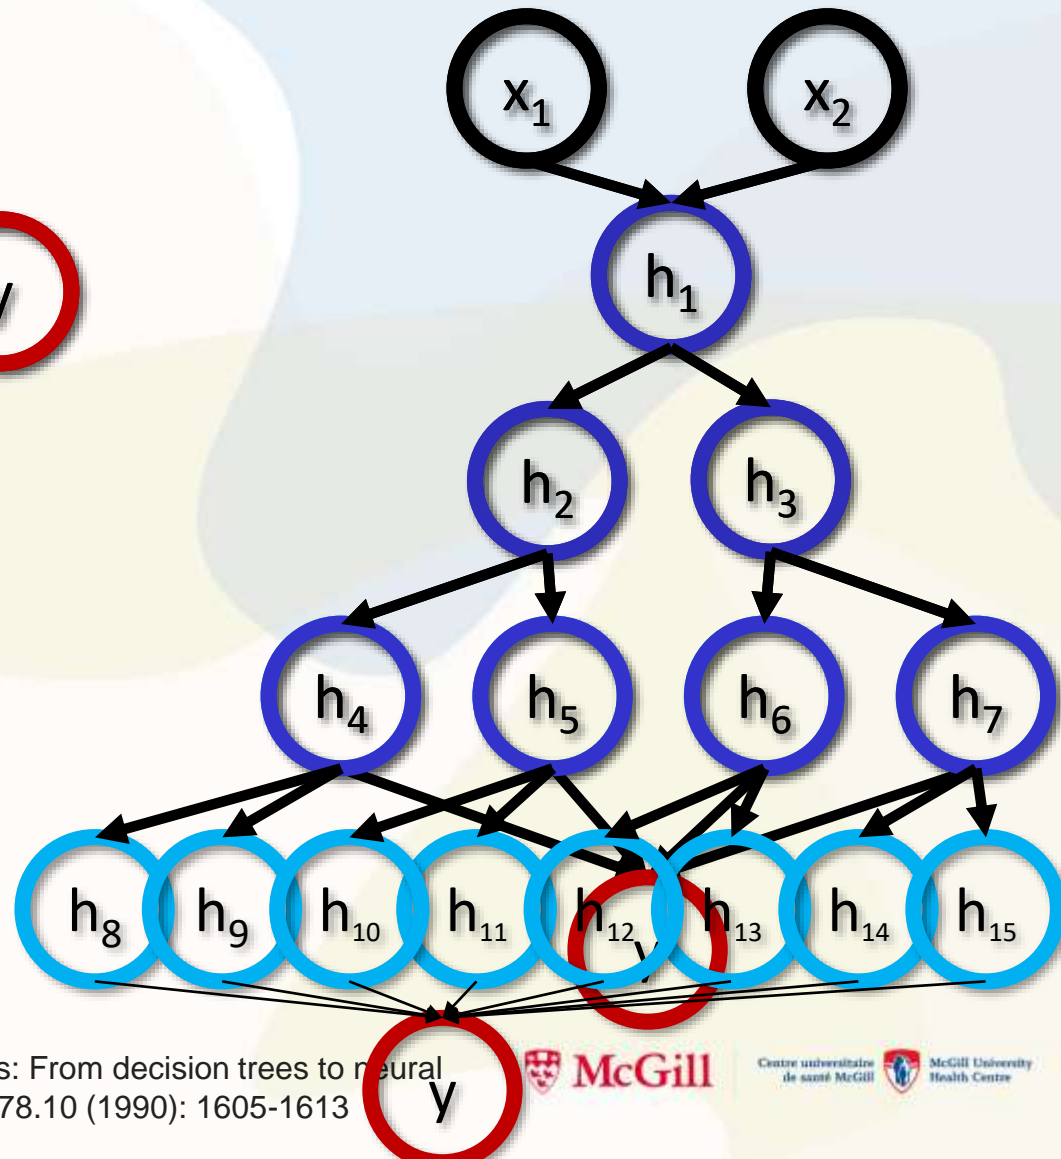 x1 x2
y
h1
h2 h3
h4 h5 h6 h7
h8 h9 h10 h11 h12 h13 h14 h15
y
s: From decision trees to neural
78.10 (1990): 1605-1613
y
McGill
Centre universitaire
de santé McGill
McGill University
Health Centre